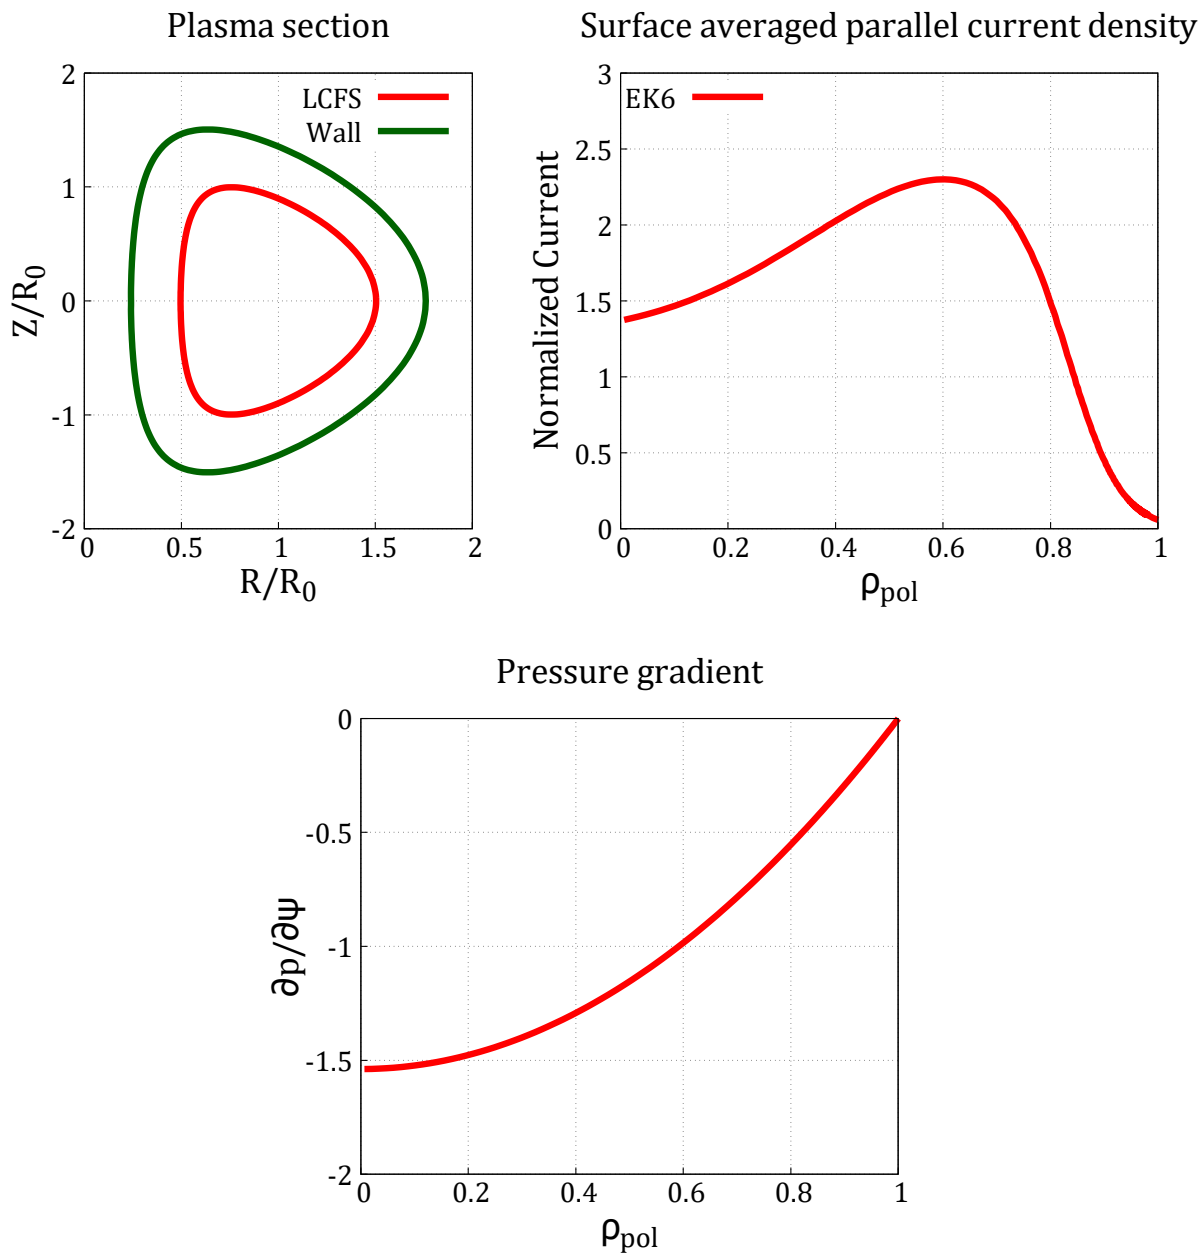 Plasma section
Surface averaged parallel current density
2
1
0
-1
-2
0
0.5
1
1.5
2
Z/R0
R/R0
LCFS
Wall
3
2.5
2
1.5
1
0.5
0
0
0.2
0.4
0.6
0.8
1
Normalized Current
ρpol
EK6
Pressure gradient
0
-0.5
-1
-1.5
-2
0
0.2
0.4
0.6
0.8
1
∂p/∂ψ
ρpol